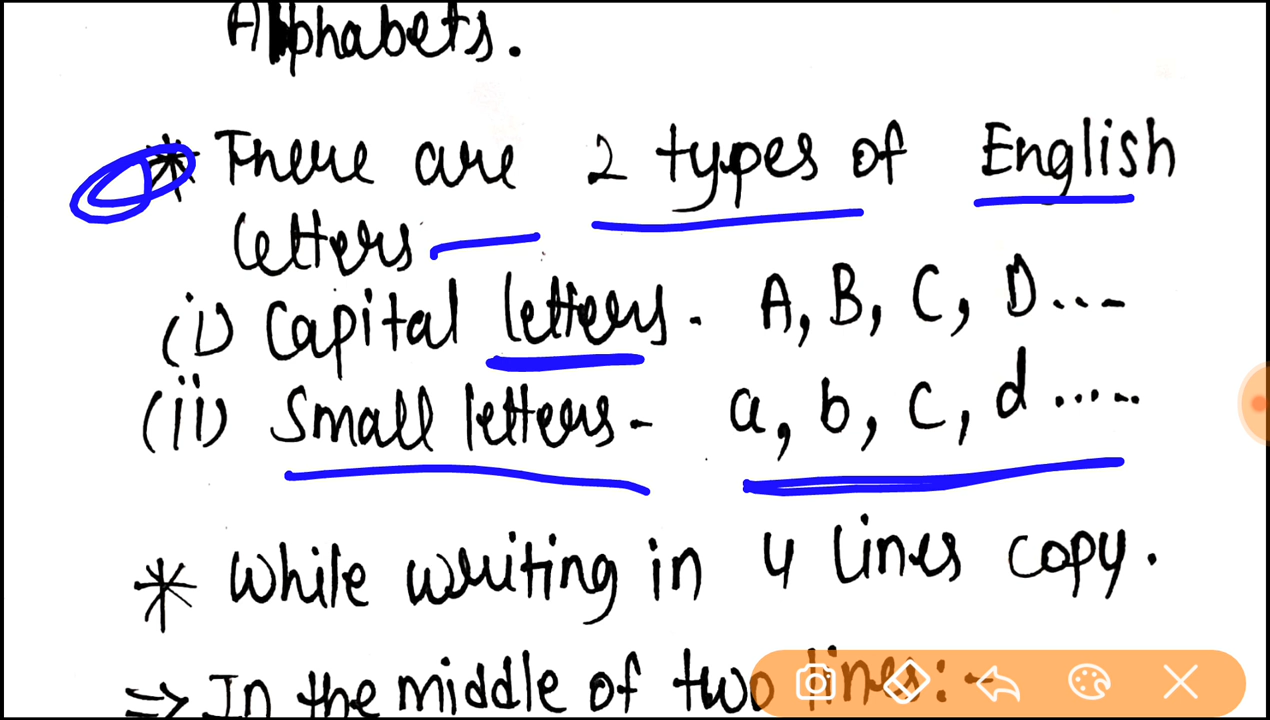 Alphabets.
* There are 2 types of English
letters
(i) Capital letters. A, B, C, D....
(ii) Small letters - a, b, c, d .....
* While writing in 4 lines copy.
=> In the middle of two lines: -